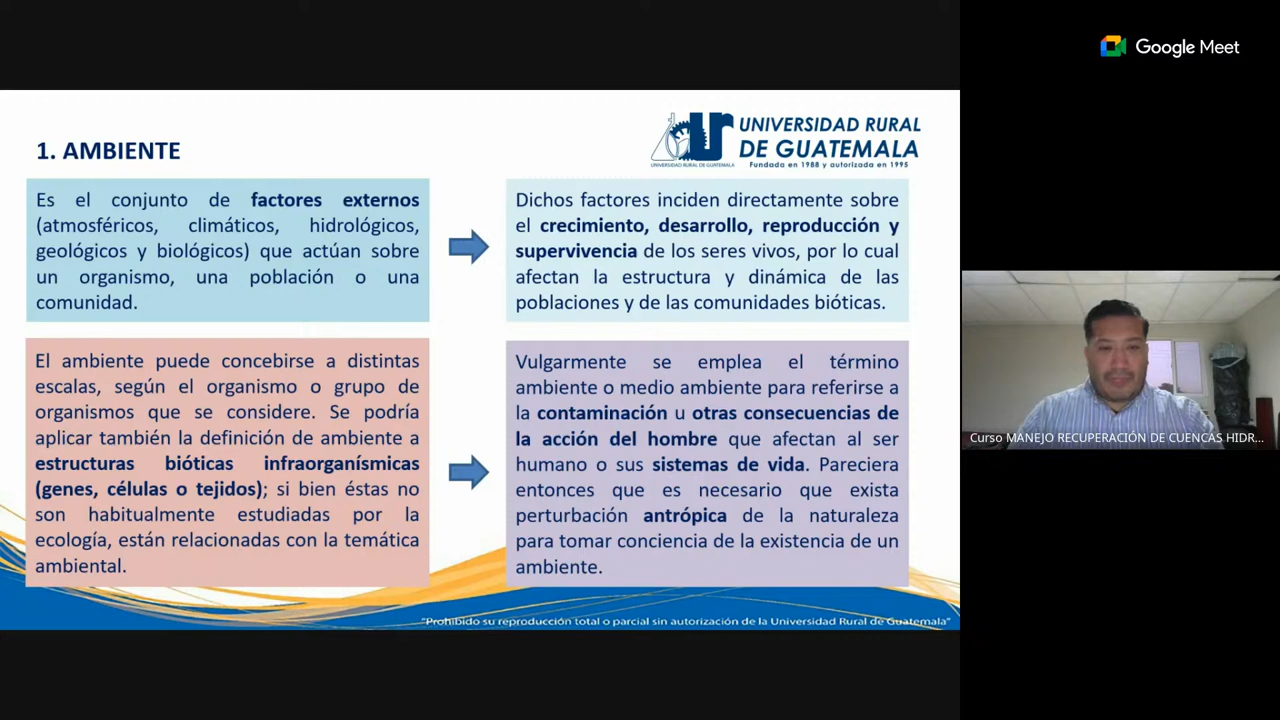 Google Meet
1. AMBIENTE
UNIVERSIDAD RURAL
DE GUATEMALA
Fundada en 1988 y autorizada en 1995
UNIVERSIDAD RURAL DE GUATEMALA
Es el conjunto de factores externos
(atmosféricos, climáticos, hidrológicos,
geológicos y biológicos) que actúan sobre
un organismo, una población o una
comunidad.
Dichos factores inciden directamente sobre
el crecimiento, desarrollo, reproducción y
supervivencia de los seres vivos, por lo cual
afectan la estructura y dinámica de las
poblaciones y de las comunidades bióticas.
El ambiente puede concebirse a distintas
escalas, según el organismo o grupo de
organismos que se considere. Se podría
aplicar también la definición de ambiente a
estructuras bióticas infraorganísmicas
(genes, células o tejidos); si bien éstas no
son habitualmente estudiadas por la
ecología, están relacionadas con la temática
ambiental.
Vulgarmente se emplea el término
ambiente o medio ambiente para referirse a
la contaminación u otras consecuencias de
la acción del hombre que afectan al ser
humano o sus sistemas de vida. Pareciera
entonces que es necesario que exista
perturbación antrópica de la naturaleza
para tomar conciencia de la existencia de un
ambiente.
"Prohibido su reproducción total o parcial sin autorización de la Universidad Rural de Guatemala"
Curso MANEJO RECUPERACIÓN DE CUENCAS HIDR...